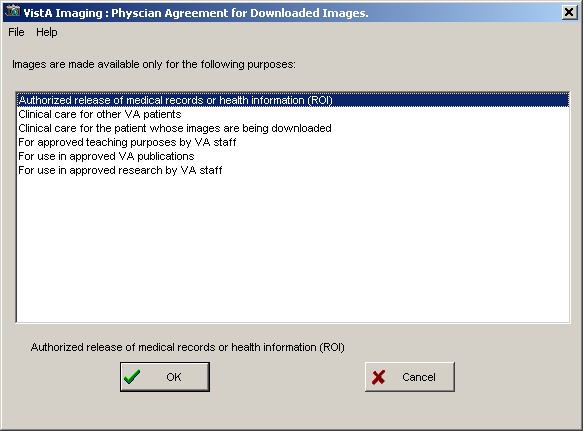 VistA Imaging : Physcian Agreement for Downloaded Images.
File Help
Images are made available only for the following purposes:
Authorized release of medical records or health information (ROI)
Clinical care for other VA patients
Clinical care for the patient whose images are being downloaded
For approved teaching purposes by VA staff
For use in approved VA publications
For use in approved research by VA staff
Authorized release of medical records or health information (ROI)
OK Cancel